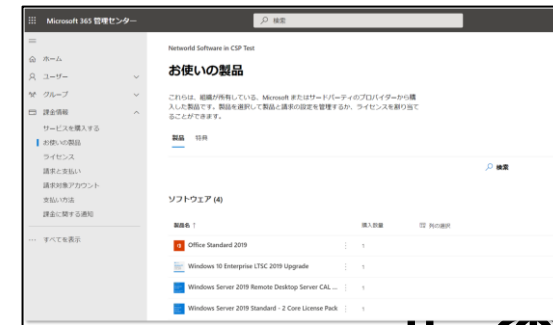 Microsoft 365 管理センター
検索
Networld Software in CSP Test
お使いの製品
これらは、組織が所有している、Microsoft またはサードパーティのプロバイダーから購
入した製品です。製品を選択して製品と請求の設定を管理するか、ライセンスを割り当て
ることができます。
製品 特典
検索
ソフトウェア (4)
製品名 ↑ 購入数量 列の選択
Office Standard 2019 1
Windows 10 Enterprise LTSC 2019 Upgrade 1
Windows Server 2019 Remote Desktop Server CAL ... 1
Windows Server 2019 Standard - 2 Core License Pack 1
ホーム
ユーザー
グループ
課金情報
サービスを購入する
お使いの製品
ライセンス
請求と支払い
請求対象アカウント
支払い方法
課金に関する通知
すべてを表示